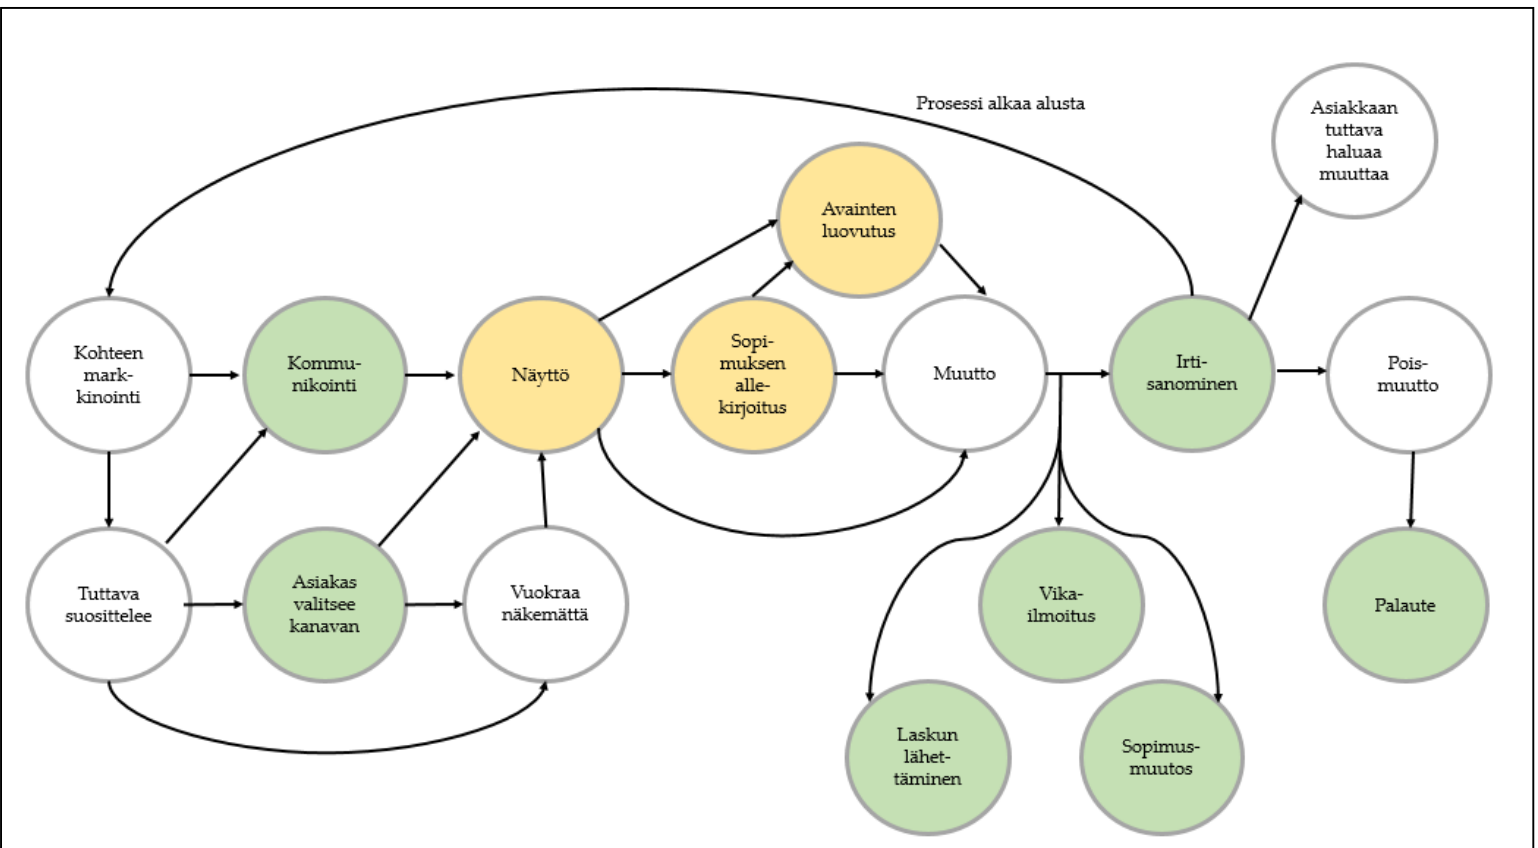 Prosessi alkaa alusta
Asiakkaan
tuttava
haluaa
muuttaa
Avainten
luovutus
Kohteen
mark-
kinointi
Kommu-
nikointi
Näyttö
Sopi-
muksen
alle-
kirjoitus
Muutto
Irti-
sanominen
Pois-
muutto
Tuttava
suosittelee
Asiakas
valitsee
kanavan
Vuokraa
näkemättä
Vika-
ilmoitus
Palaute
Laskun
lähet-
täminen
Sopimus-
muutos